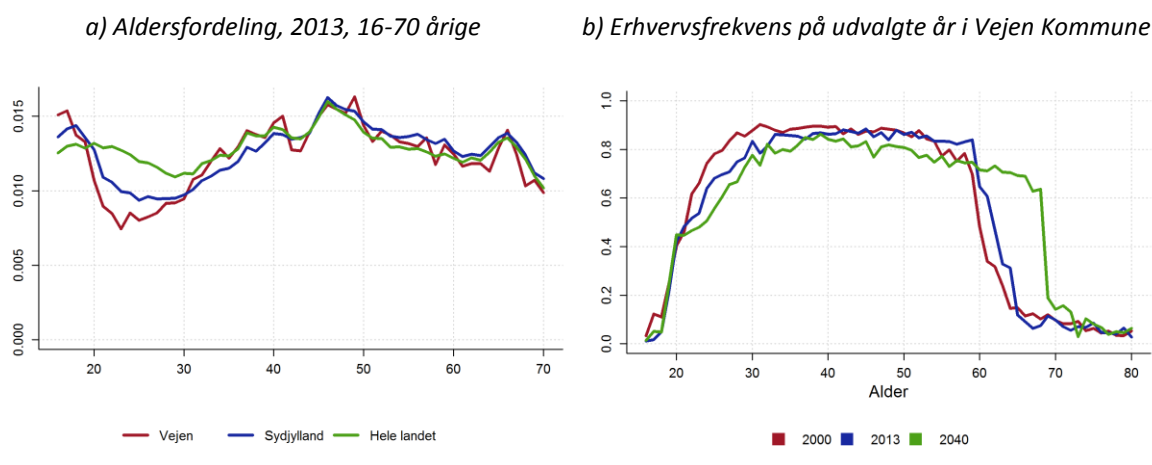 a) Aldersfordeling, 2013, 16-70 årige
b) Erhvervsfrekvens på udvalgte år i Vejen Kommune
0.015
0.010
0.005
0.000
20 30 40 50 60 70
Vejen Sydjylland Hele landet
1.0
0.8
0.6
0.4
0.2
0.0
20 30 40 50 60 70 80
Alder
2000 2013 2040